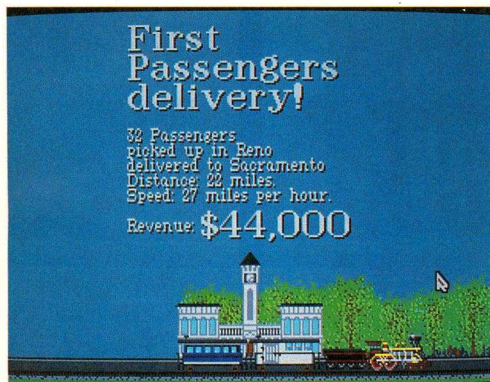 First
Passengers
delivery!
32 Passengers
picked up in Reno
delivered to Sacramento
Distance: 22 miles.
Speed: 27 miles per hour.
Revenue: $44,000